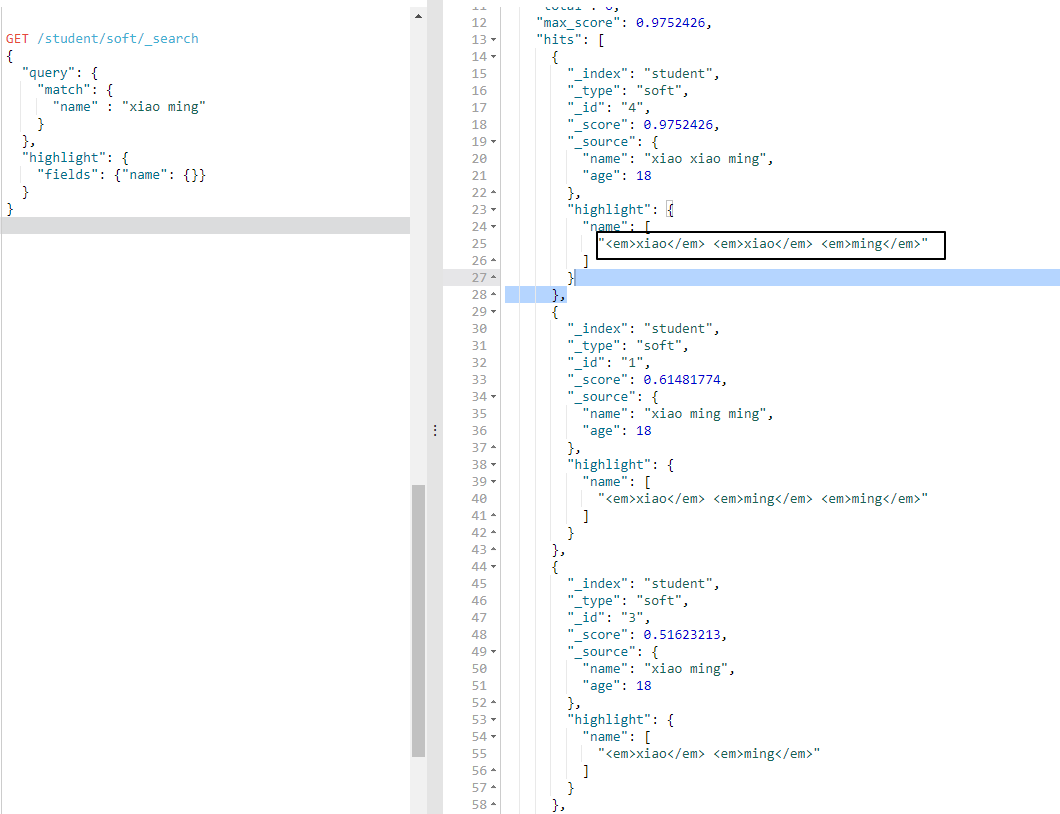 GET /student/soft/_search
{
"query": {
"match": {
"name" : "xiao ming"
}
},
"highlight": {
"fields": {"name": {}}
}
}
11 "total": 6,
12 "max_score": 0.9752426,
13 "hits": [
14 {
15 "_index": "student",
16 "_type": "soft",
17 "_id": "4",
18 "_score": 0.9752426,
19 "_source": {
20 "name": "xiao xiao ming",
21 "age": 18
22 },
23 "highlight": {
24 "name": [
25 "<em>xiao</em> <em>xiao</em> <em>ming</em>"
26 ]
27 }
28 },
29 {
30 "_index": "student",
31 "_type": "soft",
32 "_id": "1",
33 "_score": 0.61481774,
34 "_source": {
35 "name": "xiao ming ming",
36 "age": 18
37 },
38 "highlight": {
39 "name": [
40 "<em>xiao</em> <em>ming</em> <em>ming</em>"
41 ]
42 }
43 },
44 {
45 "_index": "student",
46 "_type": "soft",
47 "_id": "3",
48 "_score": 0.51623213,
49 "_source": {
50 "name": "xiao ming",
51 "age": 18
52 },
53 "highlight": {
54 "name": [
55 "<em>xiao</em> <em>ming</em>"
56 ]
57 }
58 },